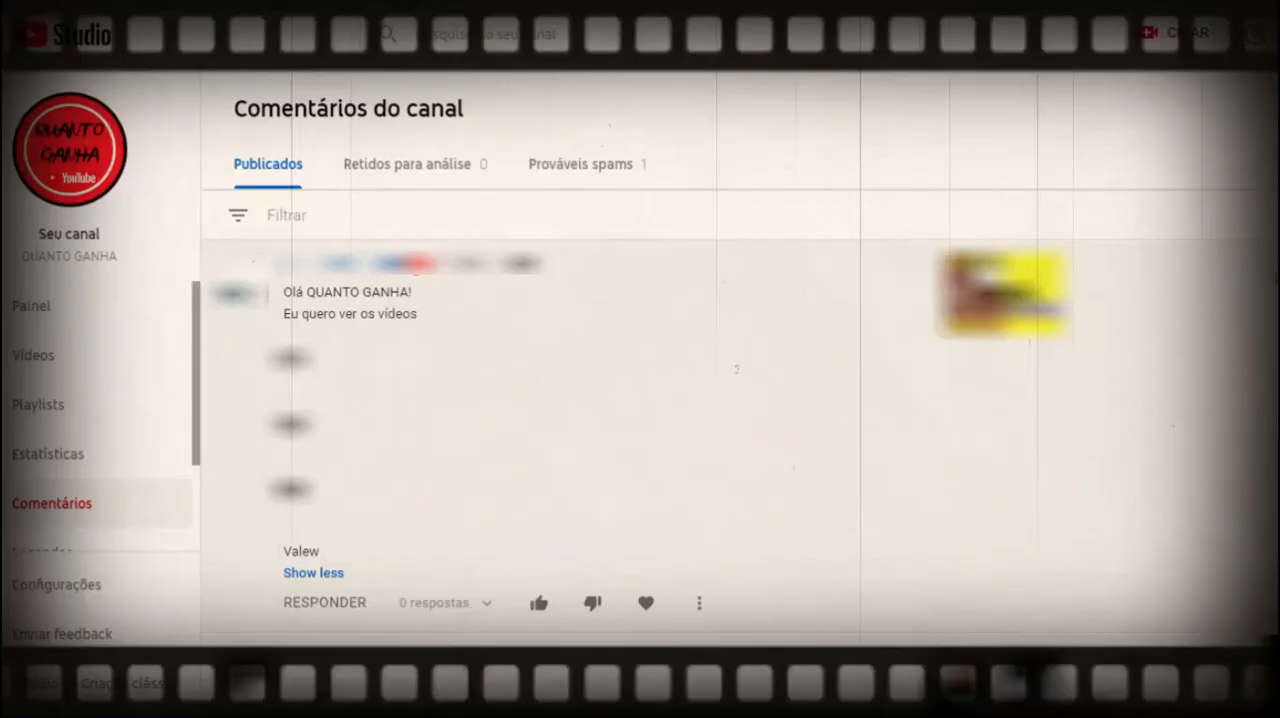 Studio
CRIAR
QUANTO
GANHA
YouTube
Seu canal
QUANTO GANHA
Painel
Vídeos
Playlists
Estatísticas
Comentários
Configurações
Enviar feedback
Comentários do canal
Publicados Retidos para análise 0 Prováveis spams 1
Filtrar
Olá QUANTO GANHA!
Eu quero ver os vídeos
Valew
Show less
RESPONDER 0 respostas